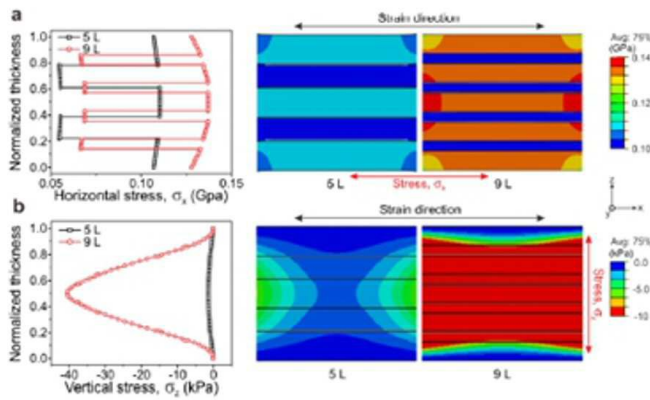 a
Normalized thickness
1.0
0.8
0.6
0.4
0.2
0.0
5 L
9 L
0.05
0.10
0.15
Horizontal stress, σx (Gpa)
Strain direction
5 L
Stress, σx
9 L
Avg: 75%
(GPa)
0.14
0.10
z
y
x
b
Normalized thickness
1.0
0.8
0.6
0.4
0.2
0.0
5 L
9 L
-40
-30
-20
-10
0
Vertical stress, σz (kPa)
Strain direction
5 L
9 L
Stress, σz
Avg: 75%
(kPa)
0.0
-5.0
-10